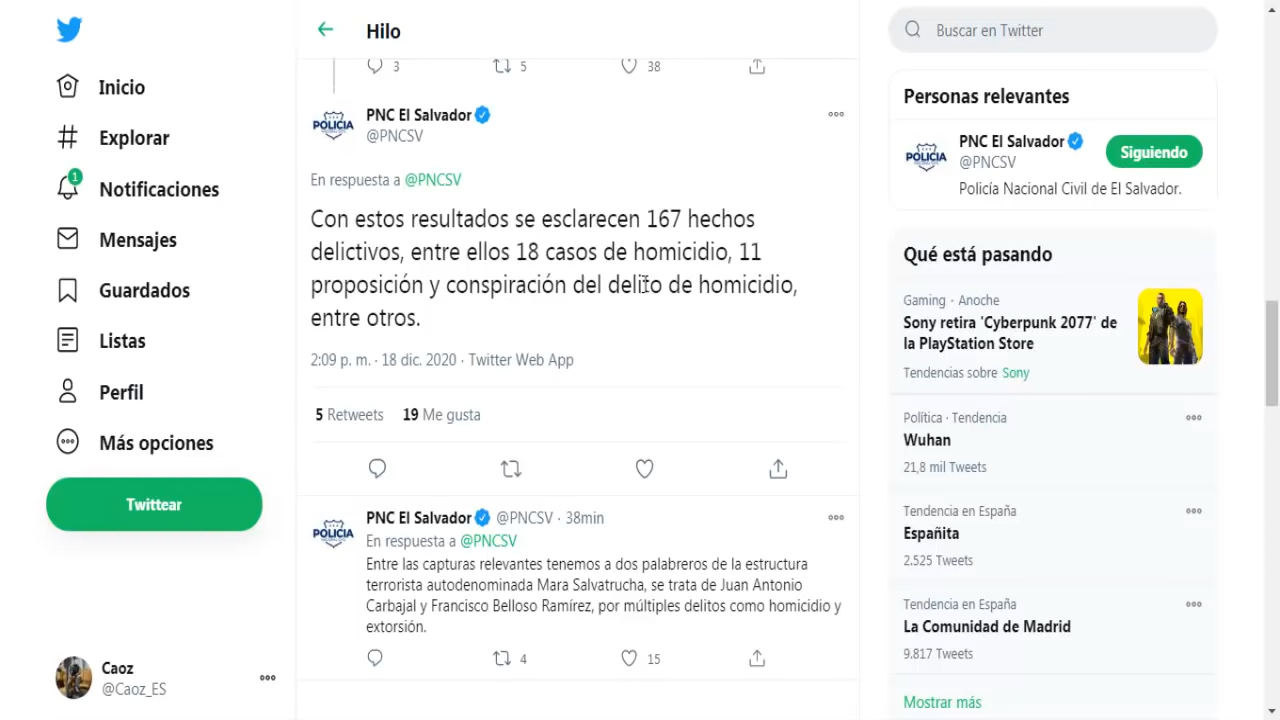 Inicio
Explorar
1
Notificaciones
Mensajes
Guardados
Listas
Perfil
Más opciones
Twittear
Caoz
@Caoz_ES
Hilo
3 5 38
POLICIA
PNC El Salvador
@PNCSV
En respuesta a @PNCSV
Con estos resultados se esclarecen 167 hechos
delictivos, entre ellos 18 casos de homicidio, 11
proposición y conspiración del delito de homicidio,
entre otros.
2:09 p. m. · 18 dic. 2020 · Twitter Web App
5 Retweets 19 Me gusta
POLICIA
PNC El Salvador @PNCSV · 38min
En respuesta a @PNCSV
Entre las capturas relevantes tenemos a dos palabreros de la estructura
terrorista autodenominada Mara Salvatrucha, se trata de Juan Antonio
Carbajal y Francisco Belloso Ramírez, por múltiples delitos como homicidio y
extorsión.
4 15
Buscar en Twitter
Personas relevantes
POLICIA
PNC El Salvador
@PNCSV
Siguiendo
Policía Nacional Civil de El Salvador.
Qué está pasando
Gaming · Anoche
Sony retira 'Cyberpunk 2077' de
la PlayStation Store
Tendencias sobre Sony
Política · Tendencia
Wuhan
21,8 mil Tweets
Tendencia en España
Españita
2.525 Tweets
Tendencia en España
La Comunidad de Madrid
9.817 Tweets
Mostrar más